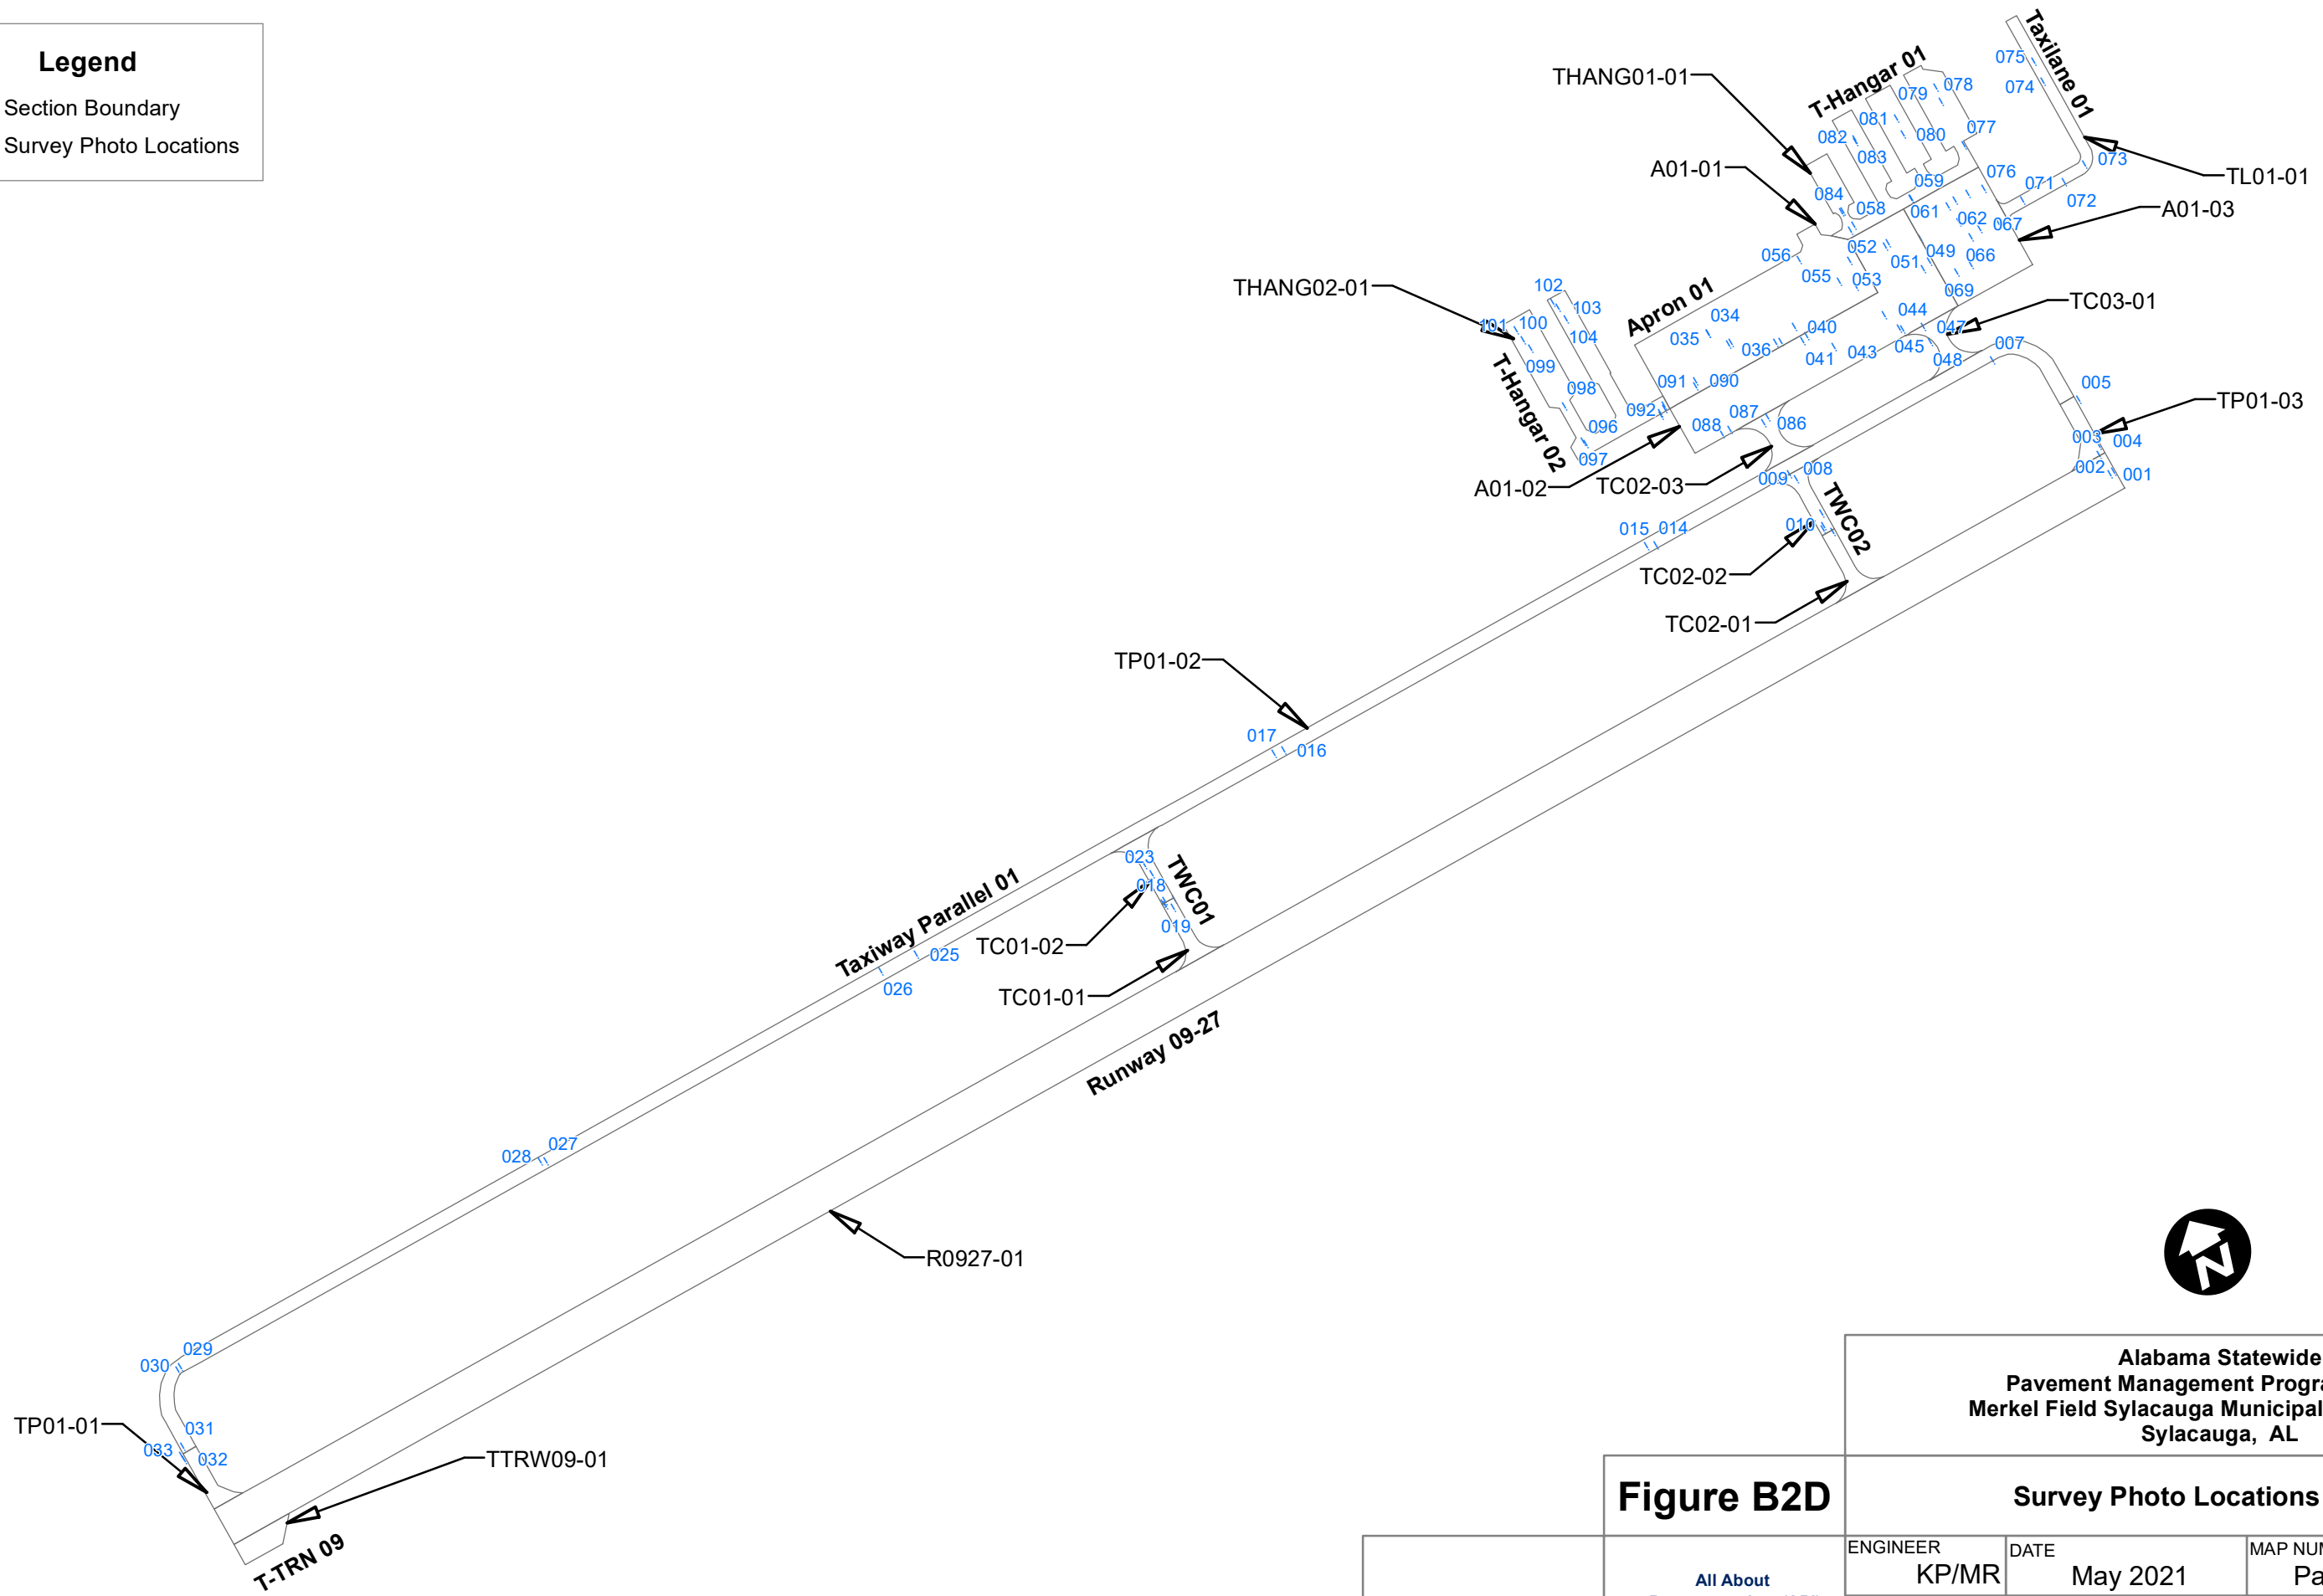 Legend
Section Boundary
Survey Photo Locations
Taxilane 01
075
074
THANG01-01
T-Hangar 01
079
078
081
080
077
082
083
073
A01-01
TL01-01
076
059
071
072
084
058
061
062
067
A01-03
052
049
066
056
051
055
053
069
THANG02-01
102
103
101
100
104
Apron 01
034
035
036
040
041
043
044
045
047
048
TC03-01
007
099
098
T-Hangar 02
091
090
092
005
TP01-03
096
097
088
087
086
003
004
002
001
A01-02
TC02-03
009
008
TWC02
015
014
010
TC02-02
TC02-01
TP01-02
017
016
023
018
TWC01
019
Taxiway Parallel 01
025
026
TC01-02
TC01-01
Runway 09-27
028
027
R0927-01
030
029
TP01-01
031
033
032
TTRW09-01
T-TRN 09
N
Alabama Statewide
Pavement Management
Merkel Field Sylacauga Municipal
Sylacauga, AL
Figure B2D
Survey Photo Locations
ENGINEER
KP/MR
DATE
May 2021
MAP
All About